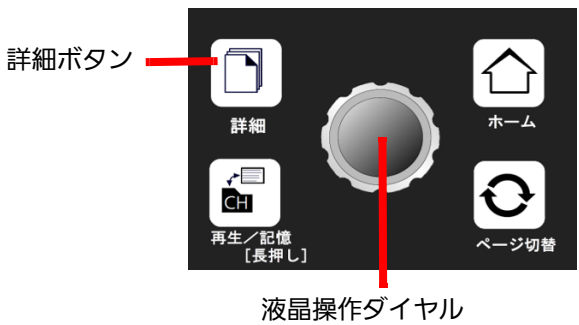 詳細ボタン
詳細
ホーム
CH
再生／記憶
［長押し］
ページ切替
液晶操作ダイヤル